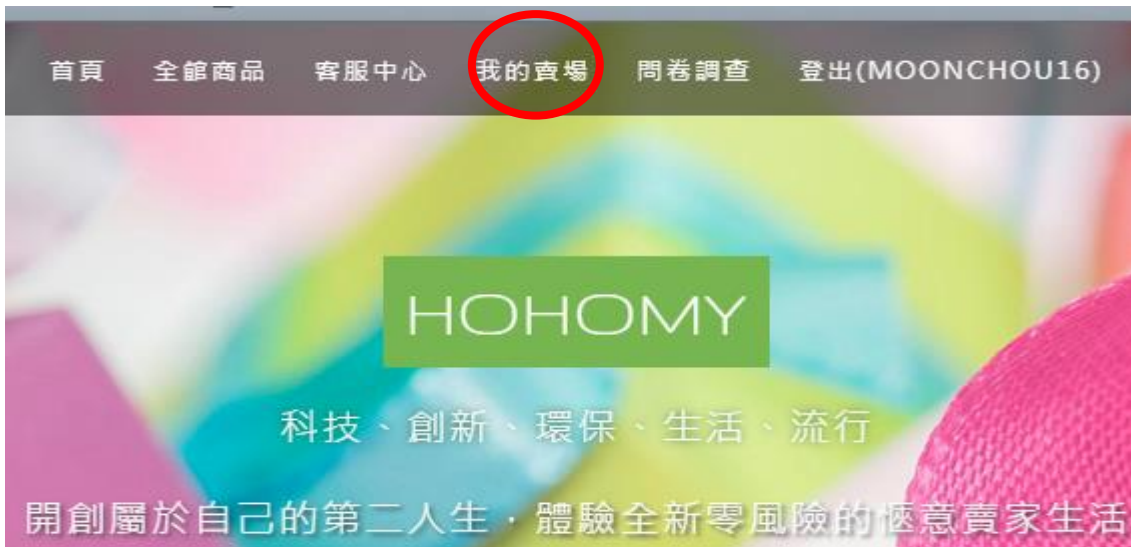 首頁 全館商品 客服中心 我的賣場 問卷調查 登出(MOONCHOU16)
HOHOMY
科技、創新、環保、生活、流行
開創屬於自己的第二人生，體驗全新零風險的愜意賣家生活